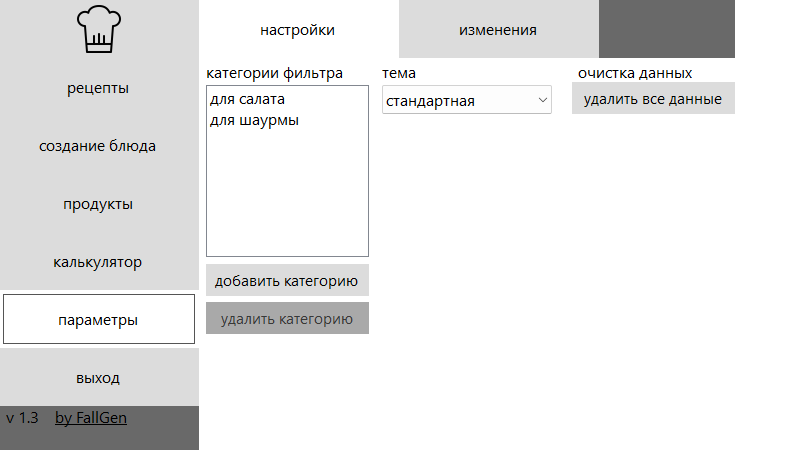 рецепты
создание блюда
продукты
калькулятор
параметры
выход
v 1.3 by FallGen
настройки изменения
категории фильтра
для салата
для шаурмы
добавить категорию
удалить категорию
тема
стандартная
очистка данных
удалить все данные